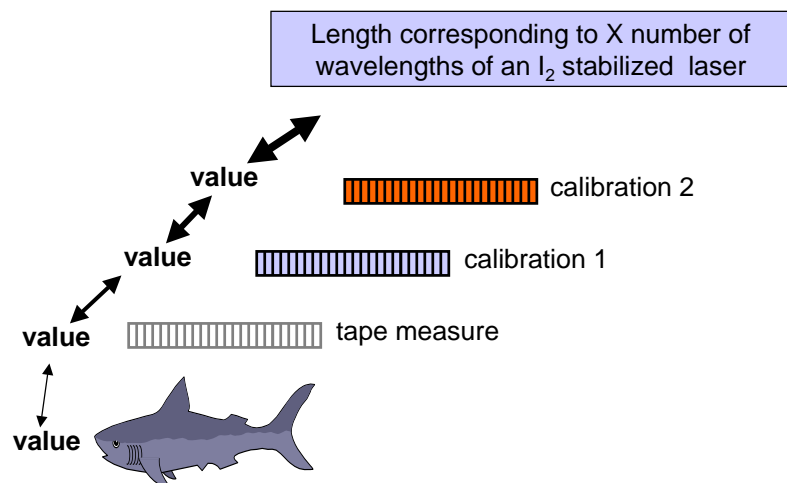 Length corresponding to X number of
wavelengths of an I₂ stabilized laser
value
calibration 2
value
calibration 1
value
tape measure
value